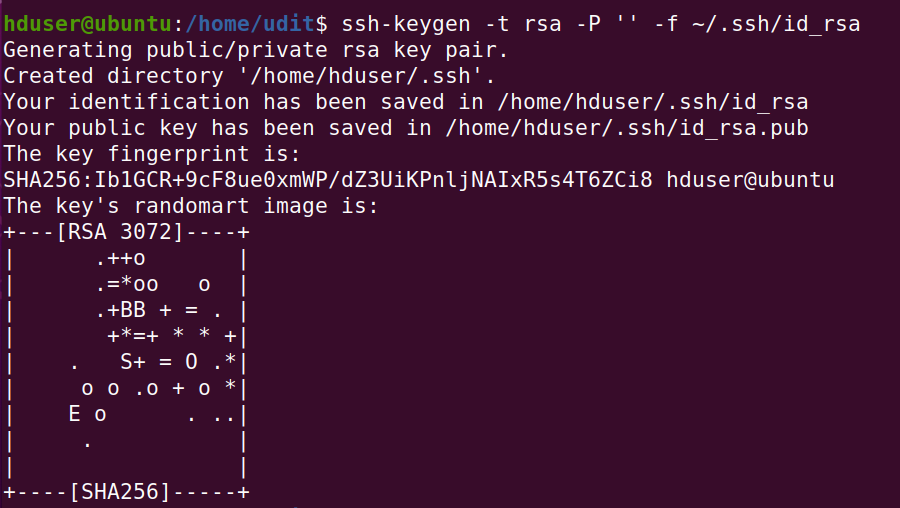 hduser@ubuntu:/home/udit$ ssh-keygen -t rsa -P '' -f ~/.ssh/id_rsa
Generating public/private rsa key pair.
Created directory '/home/hduser/.ssh'.
Your identification has been saved in /home/hduser/.ssh/id_rsa
Your public key has been saved in /home/hduser/.ssh/id_rsa.pub
The key fingerprint is:
SHA256:Ib1GCR+9cF8ue0xmWP/dZ3UiKPnljNAIxR5s4T6ZCi8 hduser@ubuntu
The key's randomart image is:
+---[RSA 3072]----+
|      .++o       |
|      .=*oo   o  |
|      .+BB + = . |
|       +*=+ * * +|
|    .   S+ = O .*|
|     o o .o + o *|
|    E o      . ..|
|     .           |
|                 |
+----[SHA256]-----+